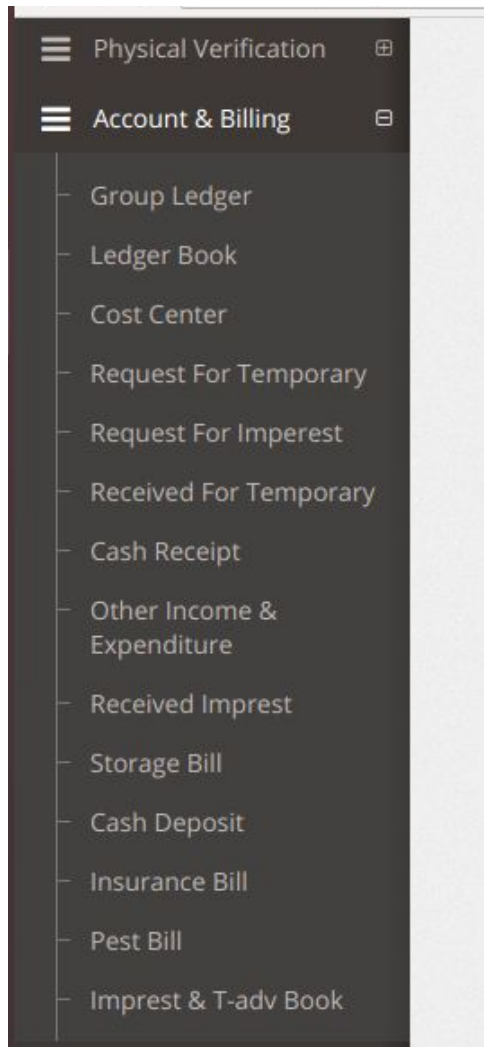 Physical Verification
Account & Billing
Group Ledger
Ledger Book
Cost Center
Request For Temporary
Request For Imperest
Received For Temporary
Cash Receipt
Other Income &
Expenditure
Received Imprest
Storage Bill
Cash Deposit
Insurance Bill
Pest Bill
Imprest & T-adv Book